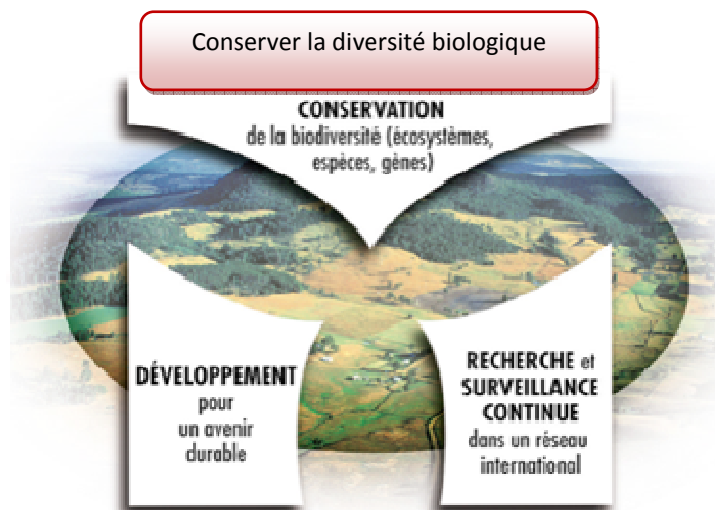 Conserver la diversité biologique
CONSERVATION
de la biodiversité (écosystèmes,
espèces, gènes)
DÉVELOPPEMENT
pour
un avenir
durable
RECHERCHE et
SURVEILLANCE
CONTINUE
dans un réseau
international